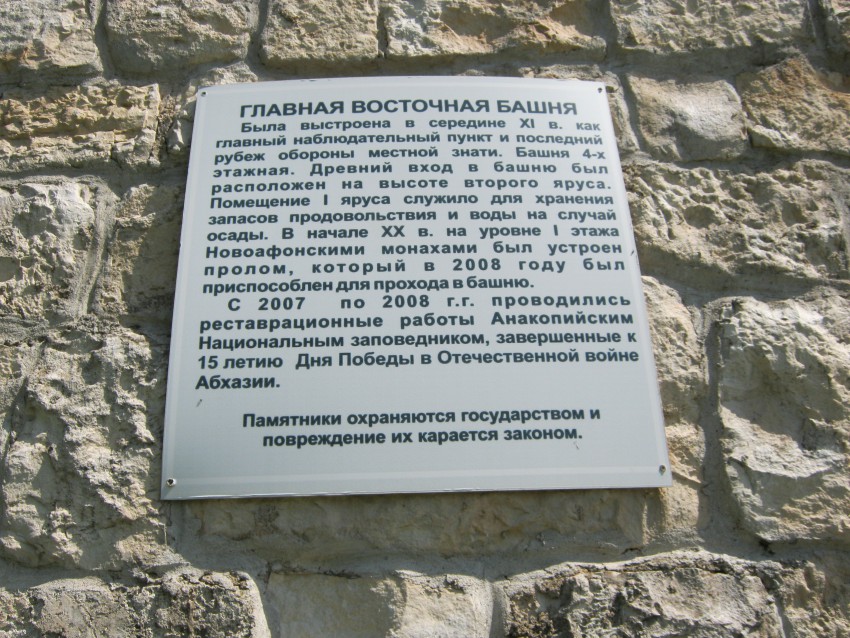 ГЛАВНАЯ ВОСТОЧНАЯ БАШНЯ
Была выстроена в середине XI в. как
главный наблюдательный пункт и последний
рубеж обороны местной знати. Башня 4-х
этажная. Древний вход в башню был
расположен на высоте второго яруса.
Помещение I яруса служило для хранения
запасов продовольствия и воды на случай
осады. В начале XX в. на уровне I этажа
Новоафонскими монахами был устроен
пролом, который в 2008 году был
приспособлен для прохода в башню.
С 2007 по 2008 г.г. проводились
реставрационные работы Анакопийским
Национальным заповедником, завершенные к
15 летию Дня Победы в Отечественной войне
Абхазии.
Памятники охраняются государством и
повреждение их карается законом.